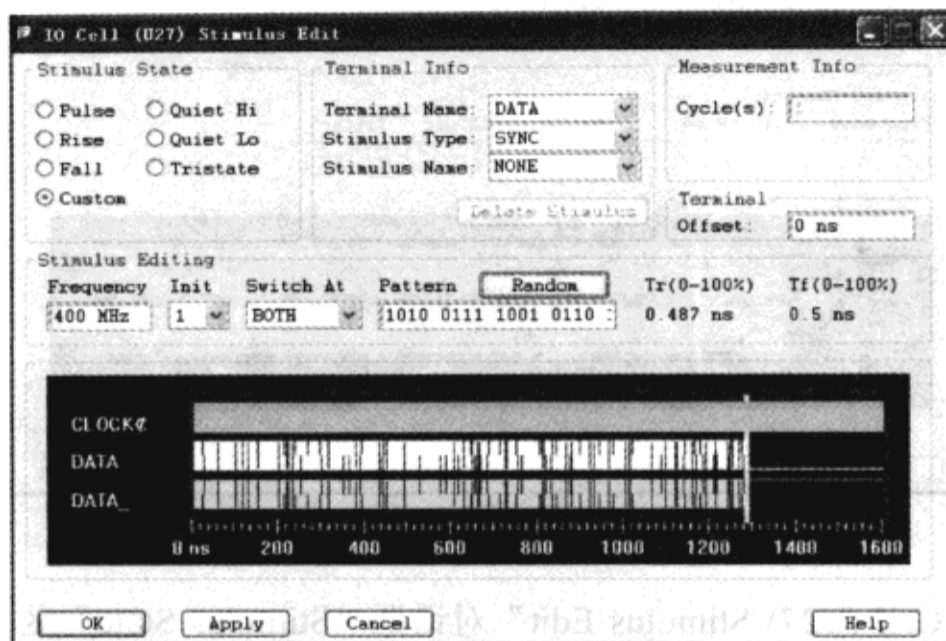 IO Cell (U27) Stimulus Edit
Stimulus State
Pulse
Quiet Hi
Rise
Quiet Lo
Fall
Tristate
Custom
Terminal Info
Terminal Name: DATA
Stimulus Type: SYNC
Stimulus Name: NONE
Delete Stimulus
Measurement Info
Cycle(s):
Terminal
Offset: 0 ns
Stimulus Editing
Frequency Init Switch At Pattern Random Tr(0-100%) Tf(0-100%)
400 MHz 1 BOTH 1010 0111 1001 0110 0.487 ns 0.5 ns
CLOCK¢
DATA
DATA_
0 ns 200 400 600 800 1000 1200 1400 1600
OK Apply Cancel Help